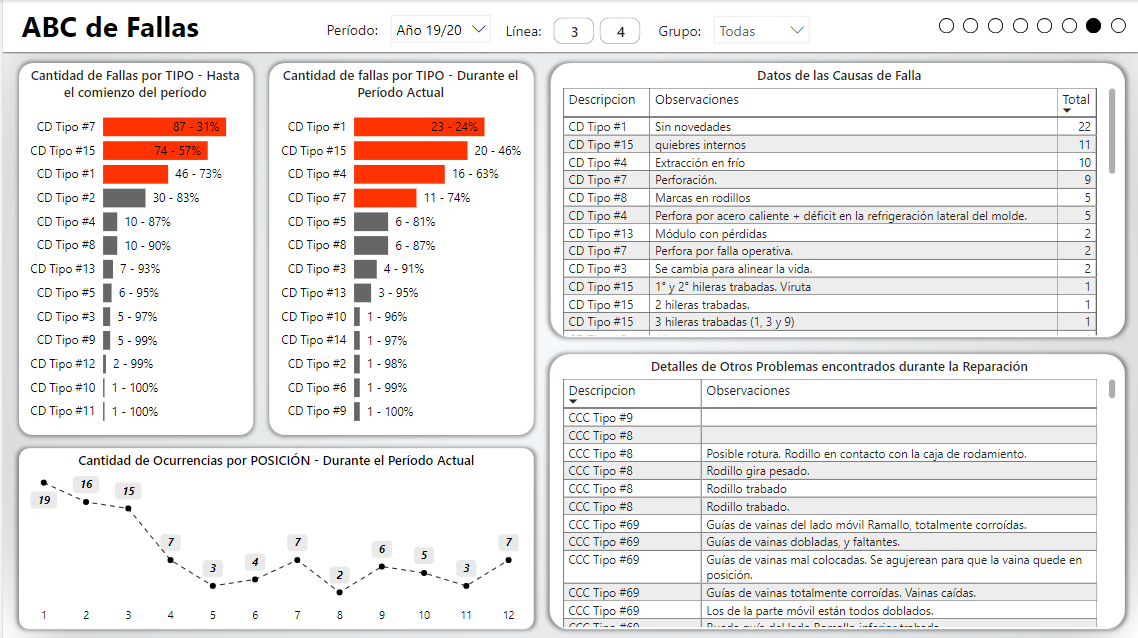 ABC de Fallas
Período: Año 19/20 Línea: 3 4 Grupo: Todas
Cantidad de Fallas por TIPO - Hasta
el comienzo del período
CD Tipo #7 87 - 31%
CD Tipo #15 74 - 57%
CD Tipo #1 46 - 73%
CD Tipo #2 30 - 83%
CD Tipo #4 10 - 87%
CD Tipo #8 10 - 90%
CD Tipo #13 7 - 93%
CD Tipo #5 6 - 95%
CD Tipo #3 5 - 97%
CD Tipo #9 5 - 99%
CD Tipo #12 2 - 99%
CD Tipo #10 1 - 100%
CD Tipo #11 1 - 100%
Cantidad de fallas por TIPO - Durante el
Período Actual
CD Tipo #1 23 - 24%
CD Tipo #15 20 - 46%
CD Tipo #4 16 - 63%
CD Tipo #7 11 - 74%
CD Tipo #5 6 - 81%
CD Tipo #8 6 - 87%
CD Tipo #3 4 - 91%
CD Tipo #13 3 - 95%
CD Tipo #10 1 - 96%
CD Tipo #14 1 - 97%
CD Tipo #2 1 - 98%
CD Tipo #6 1 - 99%
CD Tipo #9 1 - 100%
Datos de las Causas de Falla
Descripcion Observaciones Total
CD Tipo #1 Sin novedades 22
CD Tipo #15 quiebres internos 11
CD Tipo #4 Extracción en frío 10
CD Tipo #7 Perforación. 9
CD Tipo #8 Marcas en rodillos 5
CD Tipo #4 Perfora por acero caliente + déficit en la refrigeración lateral del molde. 5
CD Tipo #13 Módulo con pérdidas 2
CD Tipo #7 Perfora por falla operativa. 2
CD Tipo #3 Se cambia para alinear la vida. 2
CD Tipo #15 1° y 2° hileras trabadas. Viruta 1
CD Tipo #15 2 hileras trabadas. 1
CD Tipo #15 3 hileras trabadas (1, 3 y 9) 1
Cantidad de Ocurrencias por POSICIÓN - Durante el Período Actual
19 16 15 7 3 4 7 2 6 5 3 7
1 2 3 4 5 6 7 8 9 10 11 12
Detalles de Otros Problemas encontrados durante la Reparación
Descripcion Observaciones
CCC Tipo #9
CCC Tipo #8
CCC Tipo #8 Posible rotura. Rodillo en contacto con la caja de rodamiento.
CCC Tipo #8 Rodillo gira pesado.
CCC Tipo #8 Rodillo trabado
CCC Tipo #8 Rodillo trabado.
CCC Tipo #69 Guías de vainas del lado móvil Ramallo, totalmente corroídas.
CCC Tipo #69 Guías de vainas dobladas, y faltantes.
CCC Tipo #69 Guías de vainas mal colocadas. Se agujerean para que la vaina quede en
posición.
CCC Tipo #69 Guías de vainas totalmente corroídas. Vainas caídas.
CCC Tipo #69 Los de la parte móvil están todos doblados.